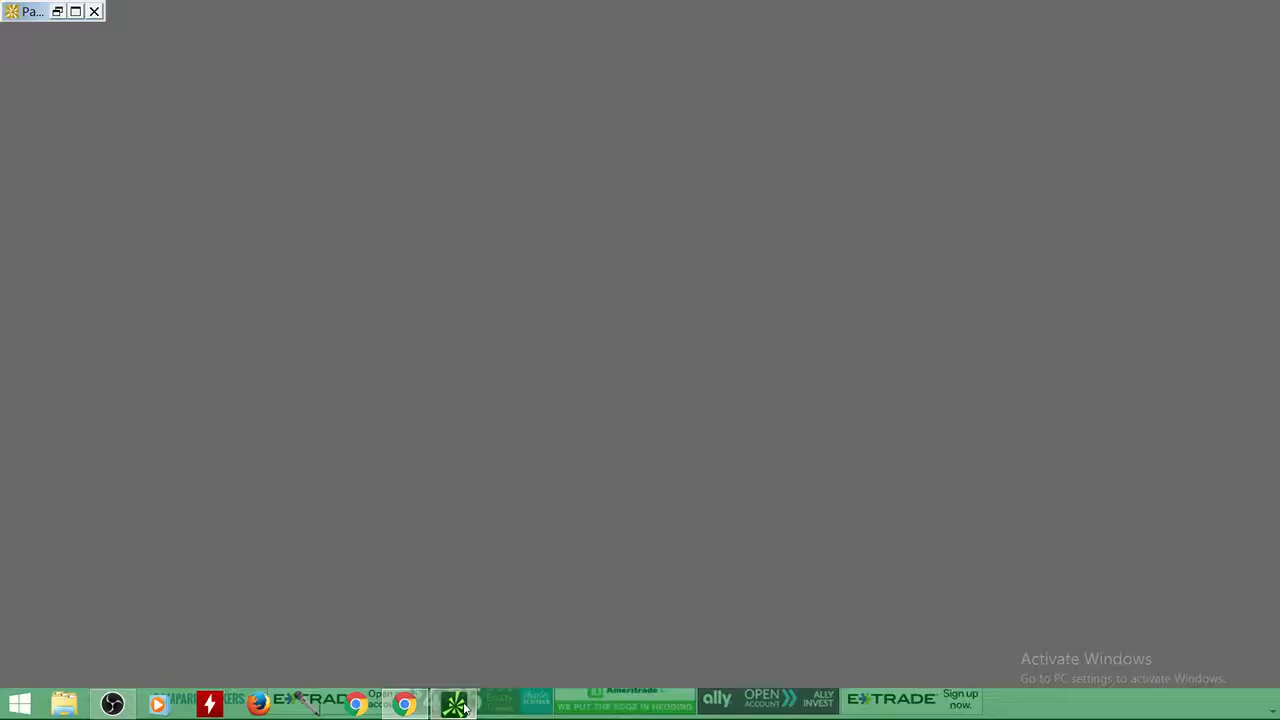 Pa...
Activate Windows
Go to PC settings to activate Windows.
E*TRADE
Open
Ameritrade
WE PUT THE EDGE IN HEDGING
ally
OPEN ACCOUNT
ALLY INVEST
E*TRADE
Sign up now.